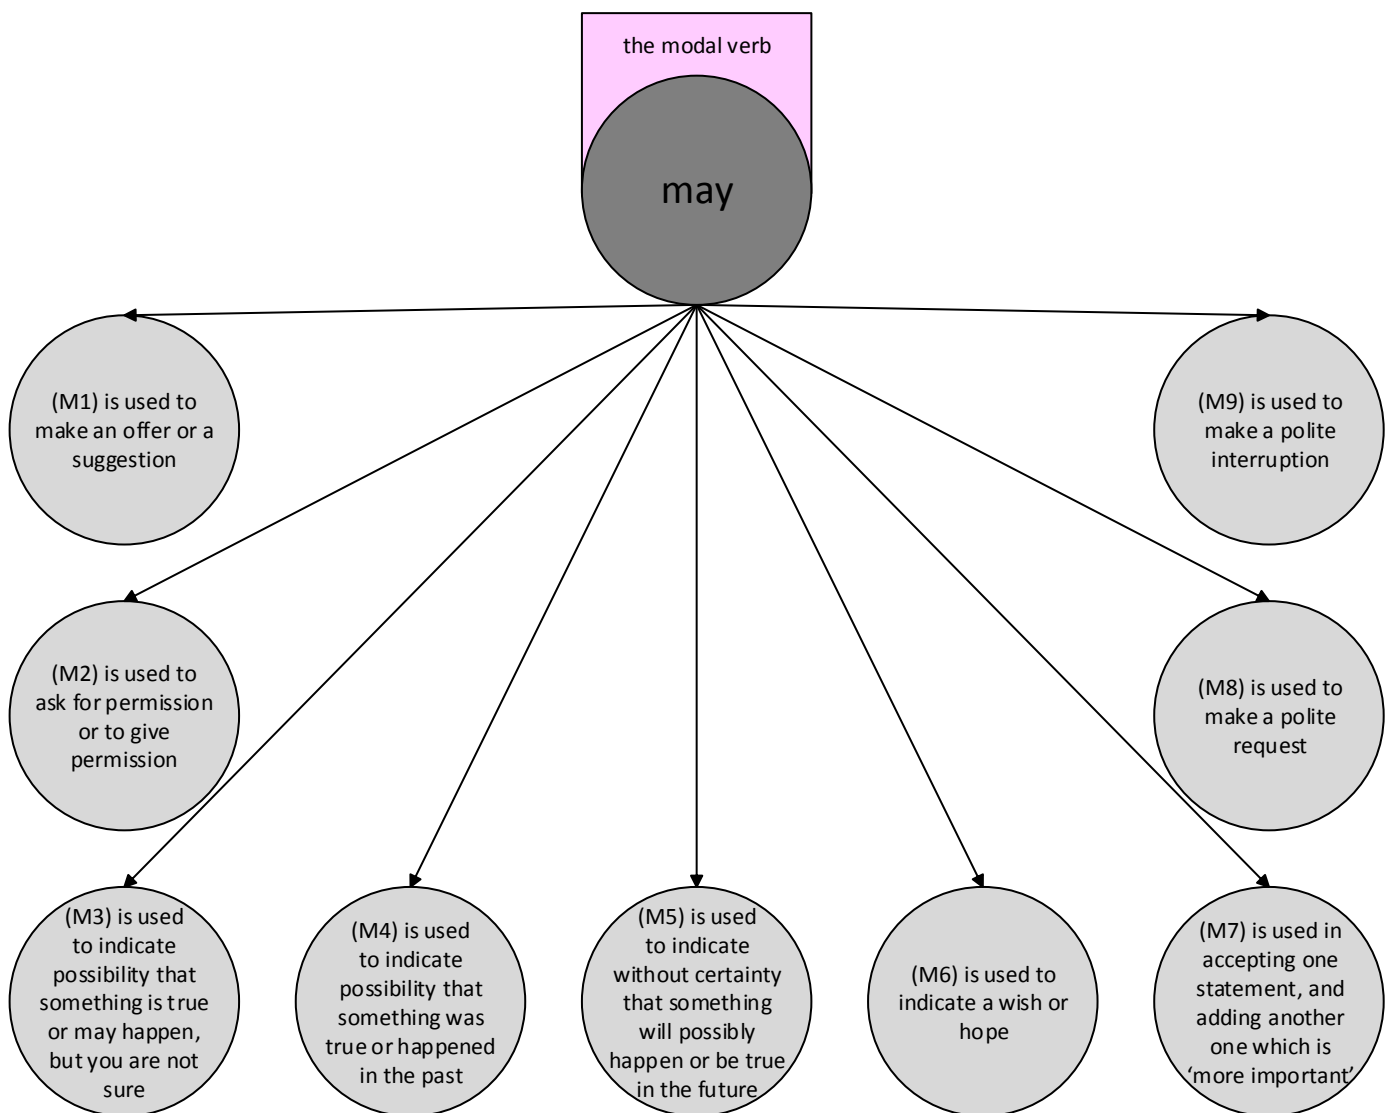 the modal verb
may
(M1) is used to
make an offer or a
suggestion
(M9) is used to
make a polite
interruption
(M2) is used to
ask for permission
or to give
permission
(M8) is used to
make a polite
request
(M3) is used
to indicate
possibility that
something is true
or may happen,
but you are not
sure
(M4) is used
to indicate
possibility that
something was
true or happened
in the past
(M5) is used
to indicate
without certainty
that something
will possibly
happen or be true
in the future
(M6) is used to
indicate a wish or
hope
(M7) is used in
accepting one
statement, and
adding another
one which is
‘more important’